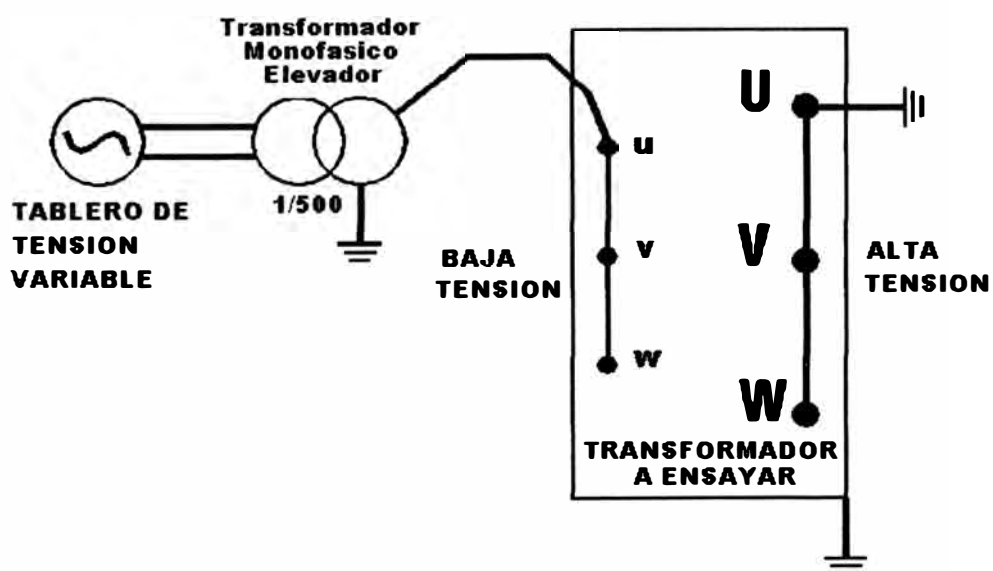 Transformador
Monofasico
Elevador
1/500
TABLERO DE
TENSION
VARIABLE
BAJA
TENSION
u
v
w
U
V
W
ALTA
TENSION
TRANSFORMADOR
A ENSAYAR